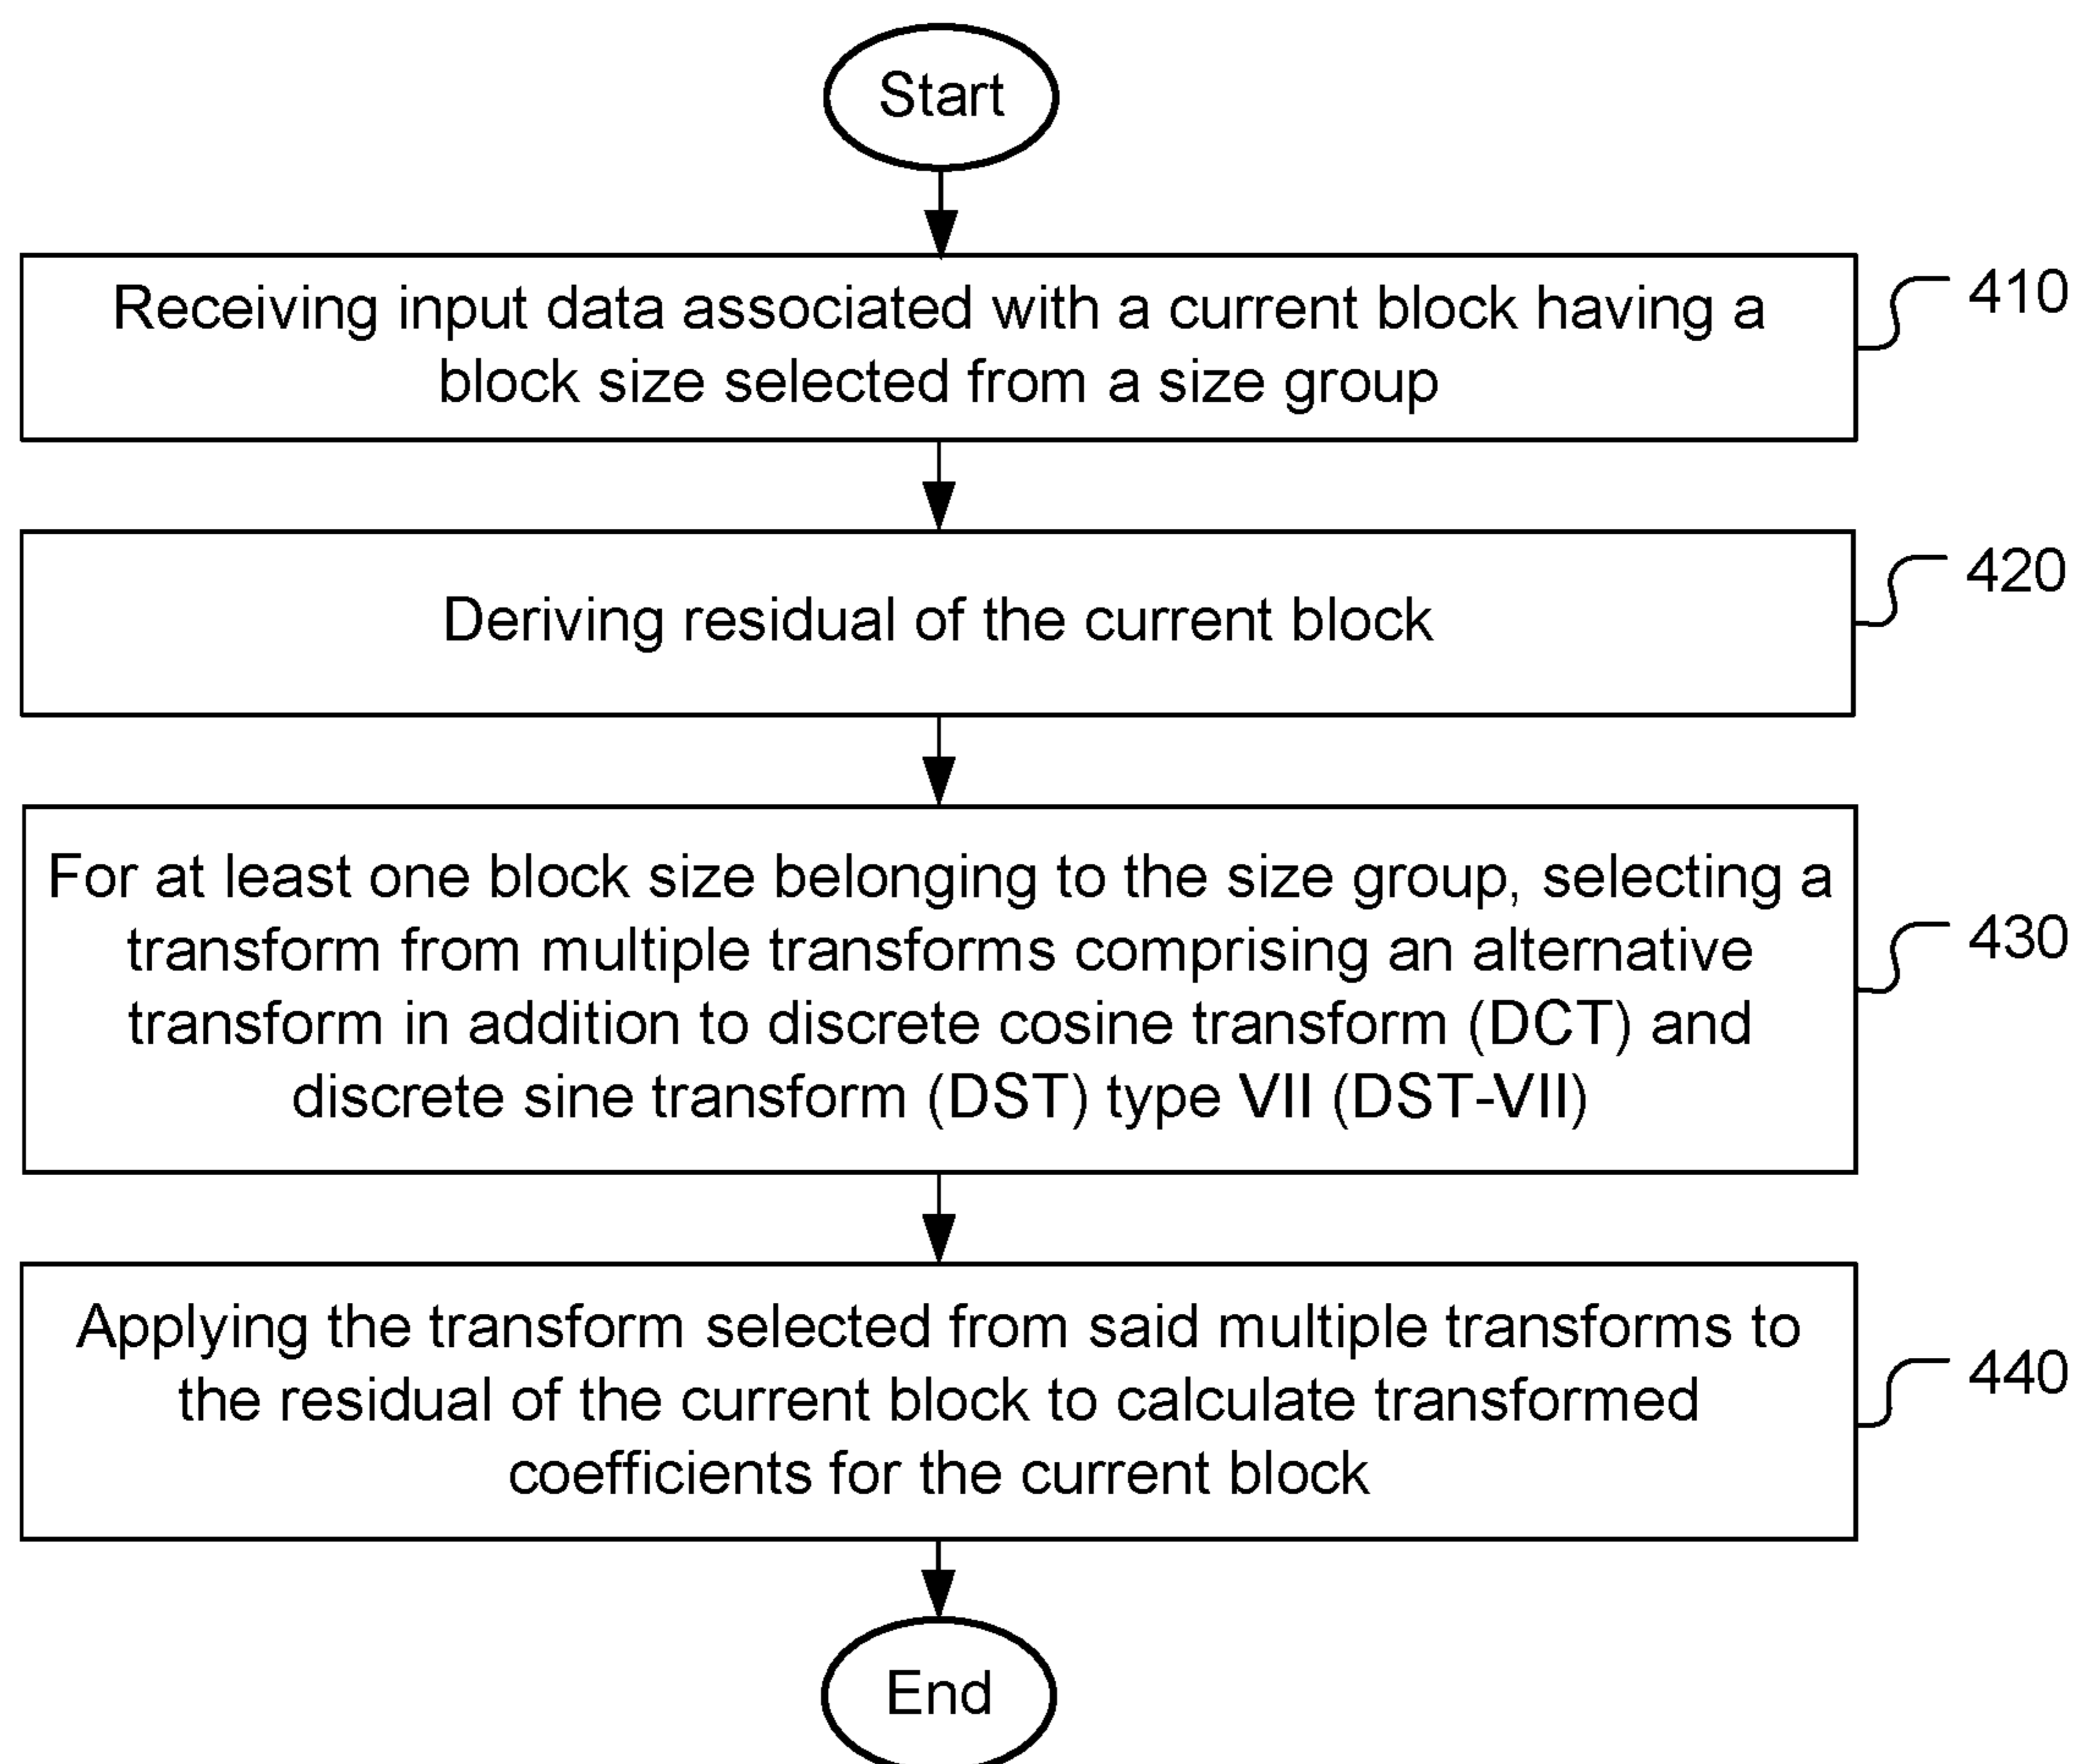 Start
Receiving input data associated with a current block having a
block size selected from a size group
410
Deriving residual of the current block
420
For at least one block size belonging to the size group, selecting a
transform from multiple transforms comprising an alternative
transform in addition to discrete cosine transform (DCT) and
discrete sine transform (DST) type VII (DST-VII)
430
Applying the transform selected from said multiple transforms to
the residual of the current block to calculate transformed
coefficients for the current block
440
End